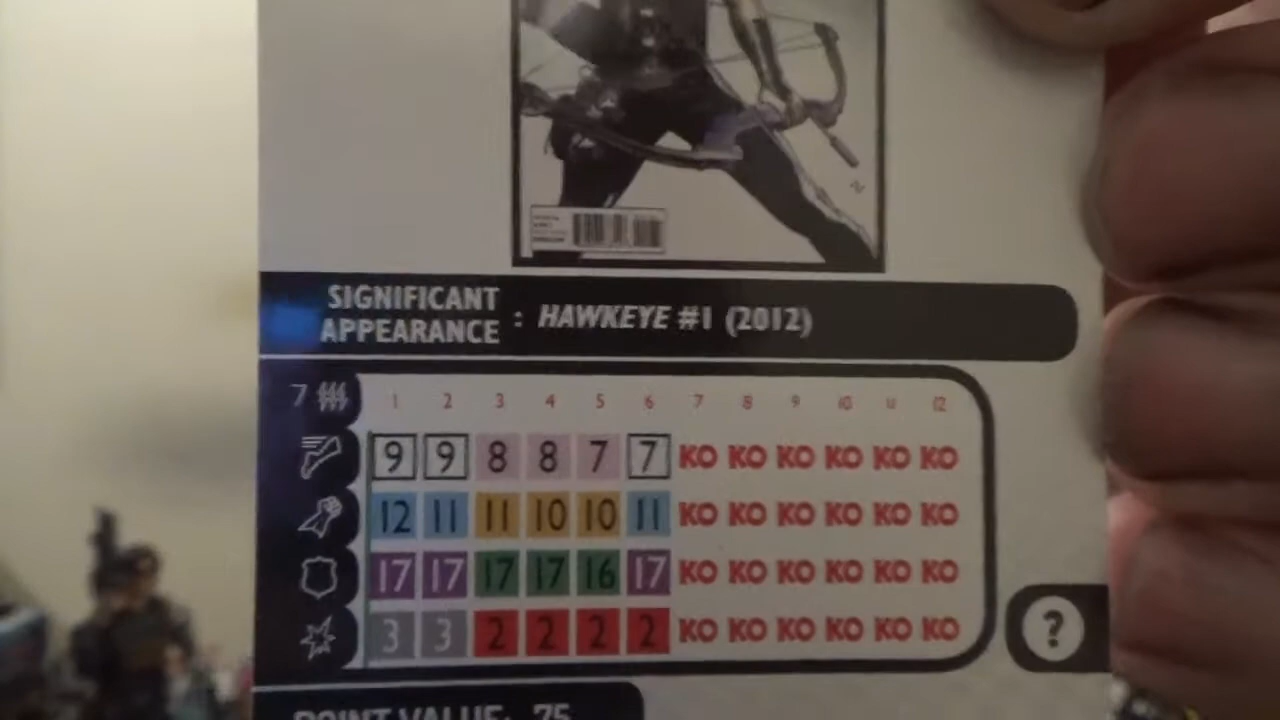 SIGNIFICANT
APPEARANCE : HAWKEYE #1 (2012)
7 1 2 3 4 5 6 7 8 9 10 11 12
9 9 8 8 7 7 KO KO KO KO KO KO
12 11 11 10 10 11 KO KO KO KO KO KO
17 17 17 17 16 17 KO KO KO KO KO KO
3 3 2 2 2 2 KO KO KO KO KO KO
?
POINT VALUE: 75